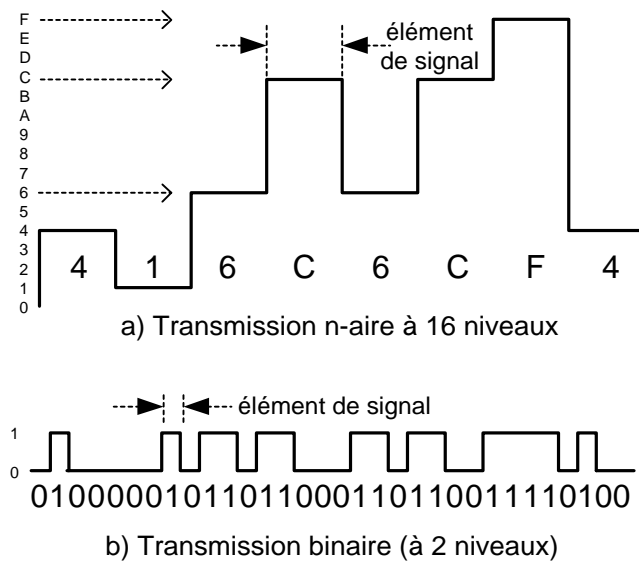 F
E
D
C
B
A
9
8
7
6
5
4
3
2
1
0
élément
de signal
4 1 6 C 6 C F 4
a) Transmission n-aire à 16 niveaux
élément de signal
1
0
01000001011011000110110011110100
b) Transmission binaire (à 2 niveaux)